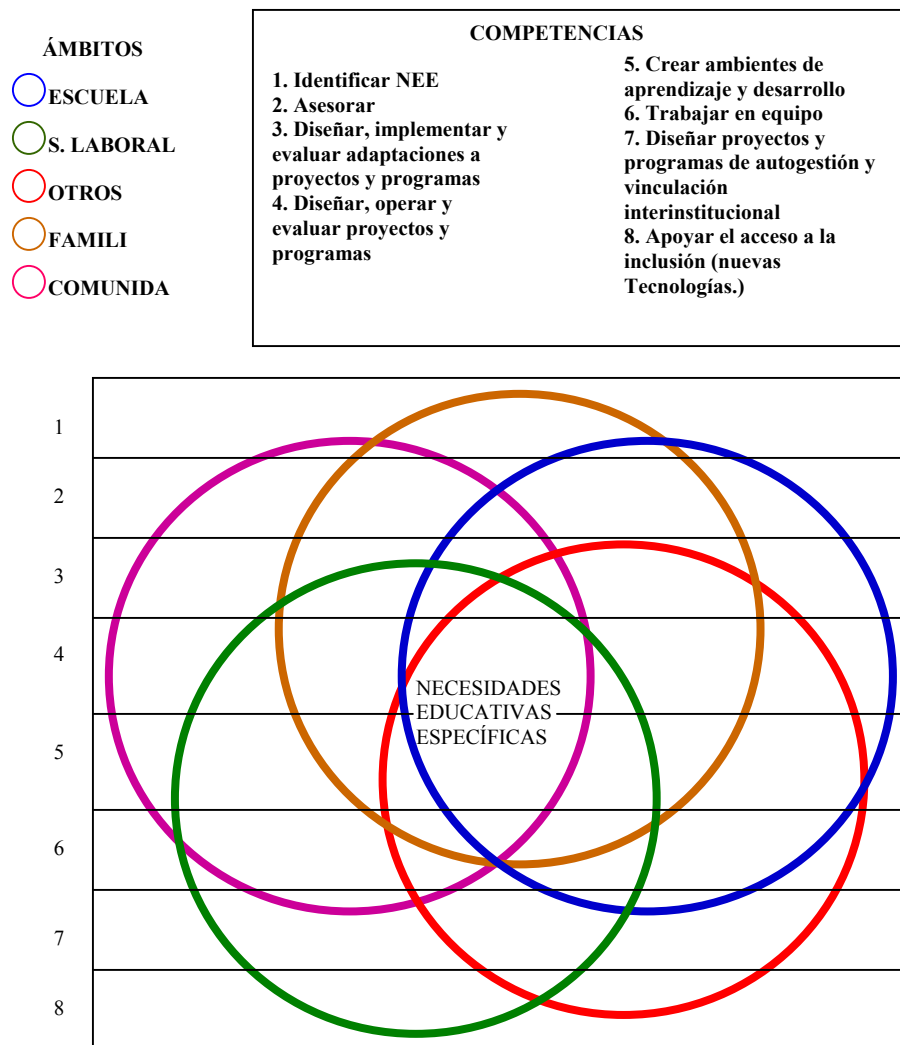 ÁMBITOS
ESCUELA
S. LABORAL
OTROS
FAMILI
COMUNIDA
COMPETENCIAS
1. Identificar NEE
2. Asesorar
3. Diseñar, implementar y
evaluar adaptaciones a
proyectos y programas
4. Diseñar, operar y
evaluar proyectos y
programas
5. Crear ambientes de
aprendizaje y desarrollo
6. Trabajar en equipo
7. Diseñar proyectos y
programas de autogestión y
vinculación
interinstitucional
8. Apoyar el acceso a la
inclusión (nuevas
Tecnologías.)
1
2
3
4
5
6
7
8
NECESIDADES
EDUCATIVAS
ESPECÍFICAS